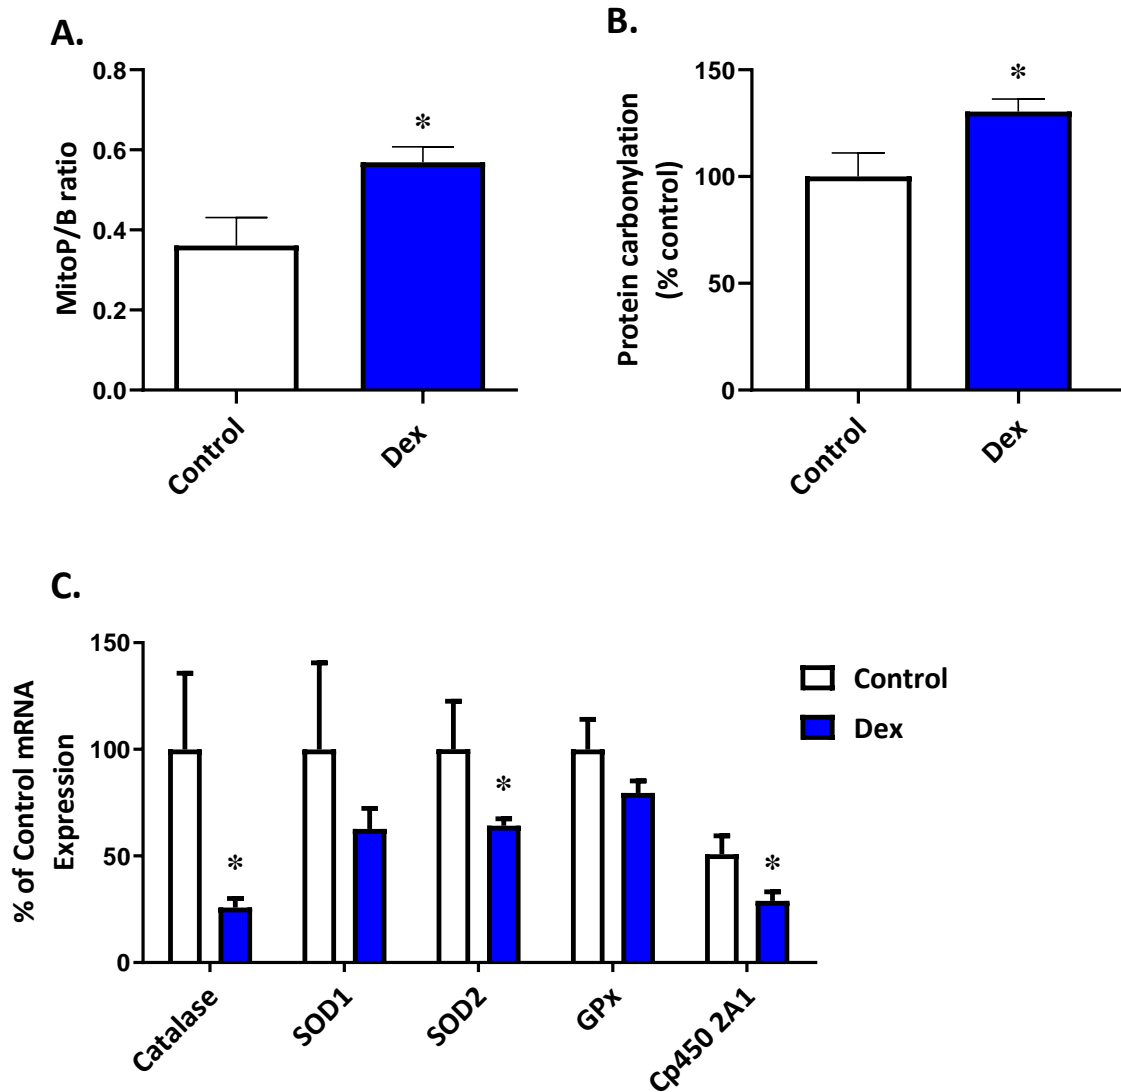 A.
MitoP/B ratio
0.8
0.6
0.4
0.2
0.0
*
Control
Dex
B.
Protein carbonylation
(% control)
150
100
50
0
*
Control
Dex
C.
% of Control mRNA
Expression
150
100
50
0
*
*
*
Catalase
SOD1
SOD2
GPx
Cp450 2A1
Control
Dex